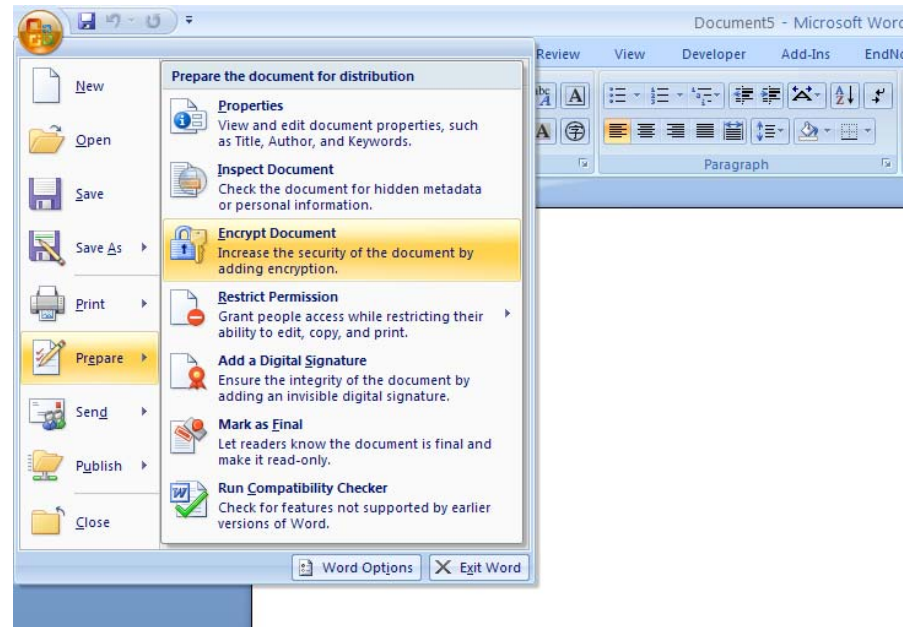 Document5 - Microsoft Word
Review View Developer Add-Ins
New
Open
Save
Save As
Print
Prepare
Send
Publish
Close
Prepare the document for distribution
Properties
View and edit document properties, such
as Title, Author, and Keywords.
Inspect Document
Check the document for hidden metadata
or personal information.
Encrypt Document
Increase the security of the document by
adding encryption.
Restrict Permission
Grant people access while restricting their
ability to edit, copy, and print.
Add a Digital Signature
Ensure the integrity of the document by
adding an invisible digital signature.
Mark as Final
Let readers know the document is final and
make it read-only.
Run Compatibility Checker
Check for features not supported by earlier
versions of Word.
Paragraph
Word Options Exit Word